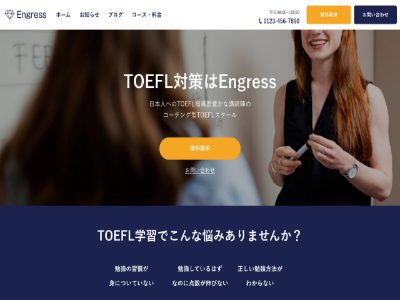 Engress
ホーム
お知らせ
ブログ
コース・料金
平日08:00〜20:00
0123-456-7890
資料請求
お問い合わせ
TOEFL対策はEngress
日本人へのTOEFL指導歴豊かな講師陣の
コーチング型TOEFLスクール
資料請求
お問い合わせ
TOEFL学習でこんな悩みありませんか？
勉強の習慣が
身についていない
勉強しているはず
なのに点数が伸びない
正しい勉強方法が
わからない